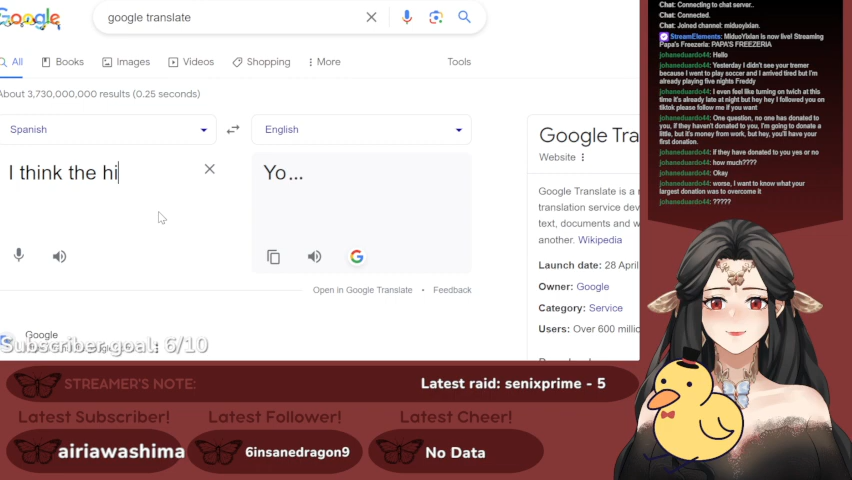 Google
google translate
All
Books
Images
Videos
Shopping
More
Tools
About 3,730,000,000 results (0.25 seconds)
Spanish
English
I think the hi
Yo...
Open in Google Translate • Feedback
Google
Subscriber goal: 6/10
Google Tra
Website
Google Translate is a
translation service dev
text, documents and w
another. Wikipedia
Launch date: 28 April
Owner: Google
Category: Service
Users: Over 600 millio
Chat: Connecting to chat server..
Chat: Connected.
Chat: Joined channel: miduoyixian.
StreamElements: MiduoYixian is now live! Streaming
Papa's Freezeria: PAPA'S FREEZERIA
johaneduardo44: Hello
johaneduardo44: Yesterday I didn't see your tremer
because I went to play soccer and I arrived tired but I'm
already playing five nights Freddy
johaneduardo44: I even feel like turning on twitch at this
time it's already late at night but hey hey I followed you on
tiktok please follow me if you want
johaneduardo44: One question, no one has donated to
you, if they haven't donated to you, I'm going to donate a
little, but it's money from work, but hey, you'll have your
first donation.
johaneduardo44: if they have donated to you yes or no
johaneduardo44: how much????
johaneduardo44: Okay
johaneduardo44: worse, I want to know what your
largest donation was to overcome it
johaneduardo44: ?????
STREAMER'S NOTE:
Latest raid: senixprime - 5
Latest Subscriber!
Latest Follower!
Latest Cheer!
airiawashima
6insanedragon9
No Data